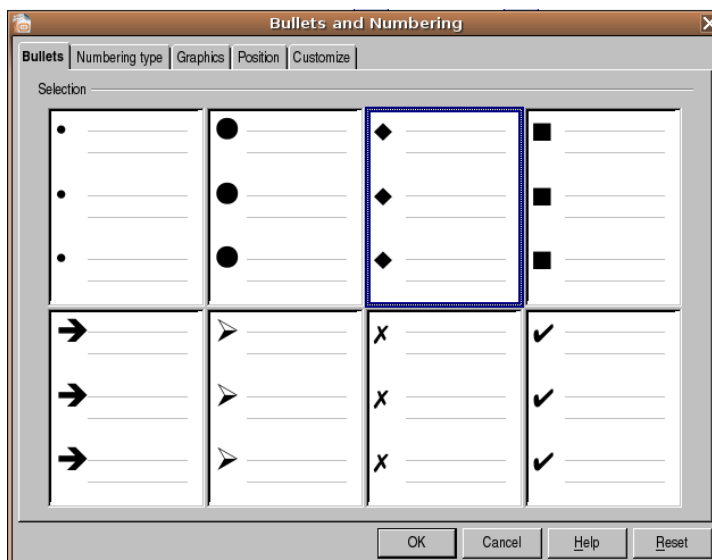 Bullets and Numbering
Bullets Numbering type Graphics Position Customize
Selection
OK Cancel Help Reset